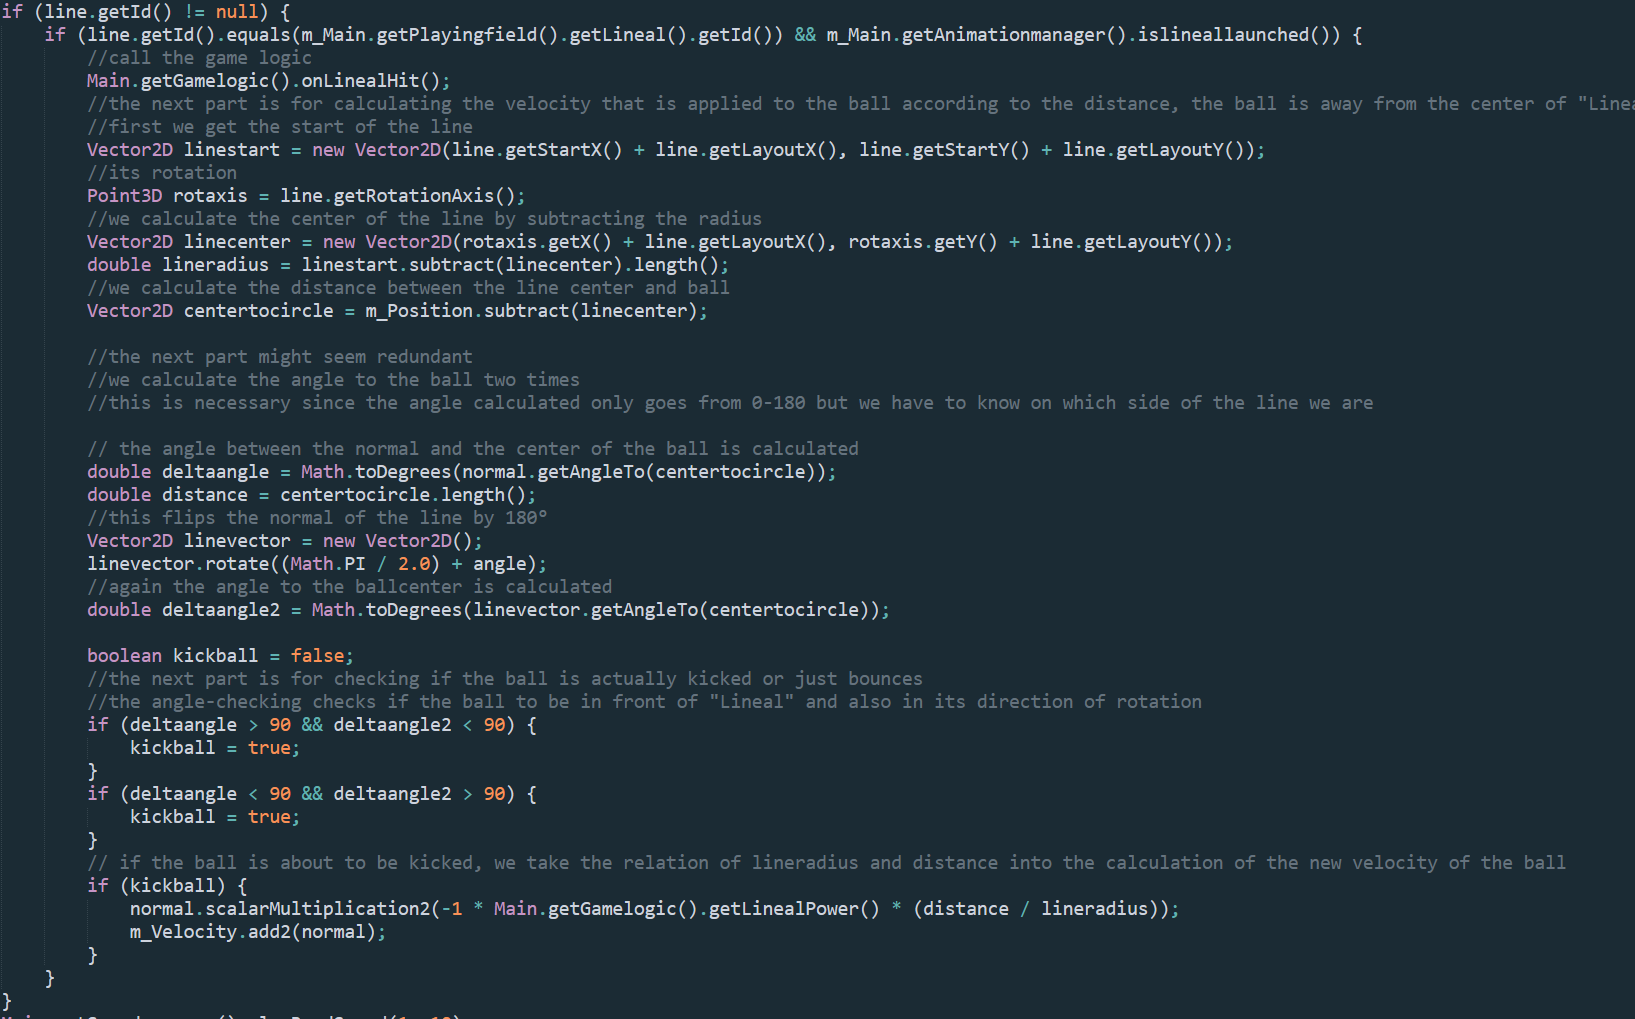 if (line.getId() != null) {
if (line.getId().equals(m_Main.getPlayingfield().getLineal().getId()) && m_Main.getAnimationmanager().islineallaunched()) {
//call the game logic
Main.getGamelogic().onLinealHit();
//the next part is for calculating the velocity that is applied to the ball according to the distance, the ball is away from the center of "Linea
//first we get the start of the line
Vector2D linestart = new Vector2D(line.getStartX() + line.getLayoutX(), line.getStartY() + line.getLayoutY());
//its rotation
Point3D rotaxis = line.getRotationAxis();
//we calculate the center of the line by subtracting the radius
Vector2D linecenter = new Vector2D(rotaxis.getX() + line.getLayoutX(), rotaxis.getY() + line.getLayoutY());
double lineradius = linestart.subtract(linecenter).length();
//we calculate the distance between the line center and ball
Vector2D centertocircle = m_Position.subtract(linecenter);
//the next part might seem redundant
//we calculate the angle to the ball two times
//this is necessary since the angle calculated only goes from 0-180 but we have to know on which side of the line we are
// the angle between the normal and the center of the ball is calculated
double deltaangle = Math.toDegrees(normal.getAngleTo(centertocircle));
double distance = centertocircle.length();
//this flips the normal of the line by 180°
Vector2D linevector = new Vector2D();
linevector.rotate((Math.PI / 2.0) + angle);
//again the angle to the ballcenter is calculated
double deltaangle2 = Math.toDegrees(linevector.getAngleTo(centertocircle));
boolean kickball = false;
//the next part is for checking if the ball is actually kicked or just bounces
//the angle-checking checks if the ball to be in front of "Lineal" and also in its direction of rotation
if (deltaangle > 90 && deltaangle2 < 90) {
kickball = true;
}
if (deltaangle < 90 && deltaangle2 > 90) {
kickball = true;
}
// if the ball is about to be kicked, we take the relation of lineradius and distance into the calculation of the new velocity of the ball
if (kickball) {
normal.scalarMultiplication2(-1 * Main.getGamelogic().getLinealPower() * (distance / lineradius));
m_Velocity.add2(normal);
}
}
}